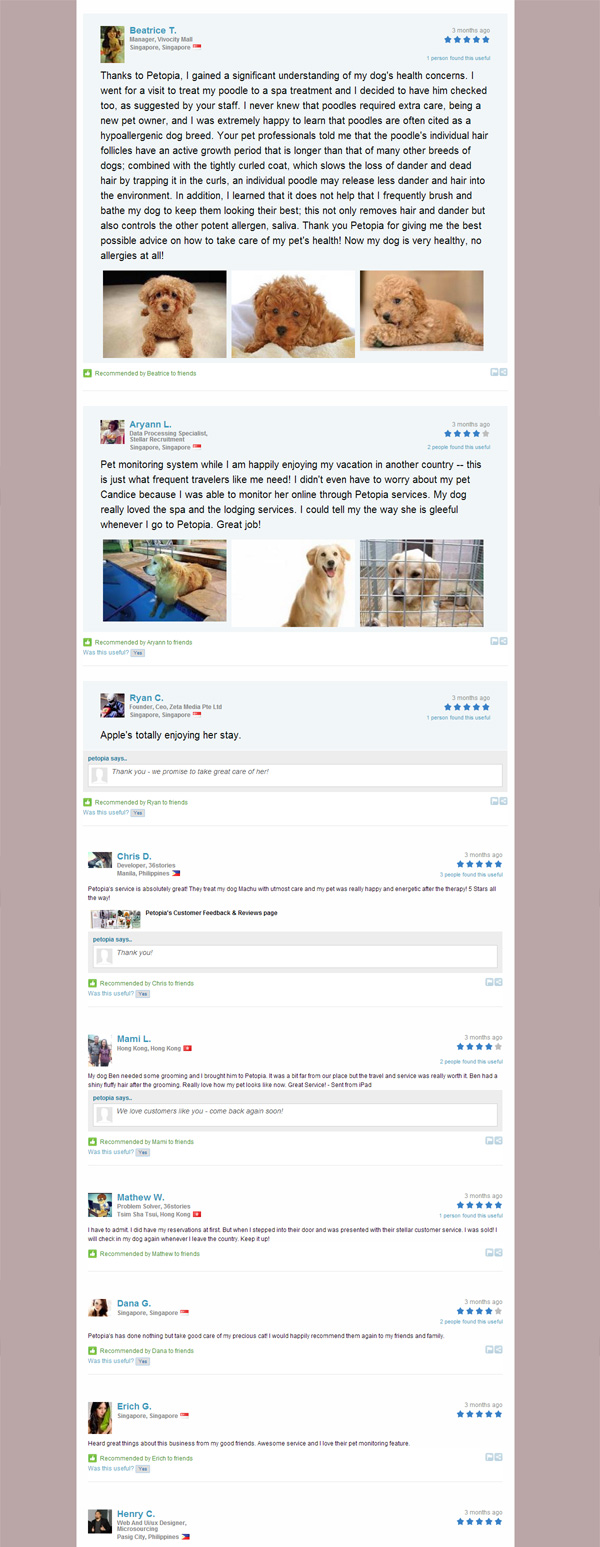 Beatrice T.
3 months ago
Manager, Vivocity Mall
Singapore, Singapore
1 person found this useful
Thanks to Petopia, I gained a significant understanding of my dog's health concerns. I
went for a visit to treat my poodle to a spa treatment and I decided to have him checked
too, as suggested by your staff. I never knew that poodles required extra care, being a
new pet owner, and I was extremely happy to learn that poodles are often cited as a
hypoallergenic dog breed. Your pet professionals told me that the poodle's individual hair
follicles have an active growth period that is longer than that of many other breeds of
dogs; combined with the tightly curled coat, which slows the loss of dander and dead
hair by trapping it in the curls, an individual poodle may release less dander and hair into
the environment. In addition, I learned that it does not help that I frequently brush and
bathe my dog to keep them looking their best; this not only removes hair and dander but
also controls the other potent allergen, saliva. Thank you Petopia for giving me the best
possible advice on how to take care of my pet's health! Now my dog is very healthy, no
allergies at all!
Recommended by Beatrice to friends
Aryann L.
3 months ago
Data Processing Specialist,
Stellar Recruitment
Singapore, Singapore
2 people found this useful
Pet monitoring system while I am happily enjoying my vacation in another country -- this
is just what frequent travelers like me need! I didn't even have to worry about my pet
Candice because I was able to monitor her online through Petopia services. My dog
really loved the spa and the lodging services. I could tell my the way she is gleeful
whenever I go to Petopia. Great job!
Recommended by Aryann to friends
Was this useful? Yes
Ryan C.
3 months ago
Founder, Ceo, Zeta Media Pte Ltd
Singapore, Singapore
1 person found this useful
Apple's totally enjoying her stay.
petopia says..
Thank you - we promise to take great care of her!
Recommended by Ryan to friends
Was this useful? Yes
Chris D.
3 months ago
Developer, 36stories
Manila, Philippines
3 people found this useful
Petopia's service is absolutely great! They treat my dog Machu with utmost care and my pet was really happy and energetic after the therapy! 5 Stars all
the way!
Petopia's Customer Feedback & Reviews page
petopia says..
Thank you!
Recommended by Chris to friends
Was this useful? Yes
Mami L.
3 months ago
Hong Kong, Hong Kong
2 people found this useful
My dog Ben needed some grooming and I brought him to Petopia. It was a bit far from our place but the travel and service was really worth it. Ben had a
shiny fluffy hair after the grooming. Really love how my pet looks like now. Great Service! - Sent from iPad
petopia says..
We love customers like you - come back again soon!
Recommended by Mami to friends
Was this useful? Yes
Mathew W.
3 months ago
Problem Solver, 36stories
Tsim Sha Tsui, Hong Kong
1 person found this useful
I have to admit. I did have my reservations at first. But when I stepped into their door and was presented with their stellar customer service. I was sold! I
will check in my dog again whenever I leave the country. Keep it up!
Recommended by Mathew to friends
Dana G.
3 months ago
Singapore, Singapore
2 people found this useful
Petopia's has done nothing but take good care of my precious cat! I would happily recommend them again to my friends and family.
Recommended by Dana to friends
Was this useful? Yes
Erich G.
3 months ago
Singapore, Singapore
Heard great things about this business from my good friends. Awesome service and I love their pet monitoring feature.
Recommended by Erich to friends
Was this useful? Yes
Henry C.
3 months ago
Web And Ui/ux Designer,
Microsourcing
Pasig City, Philippines